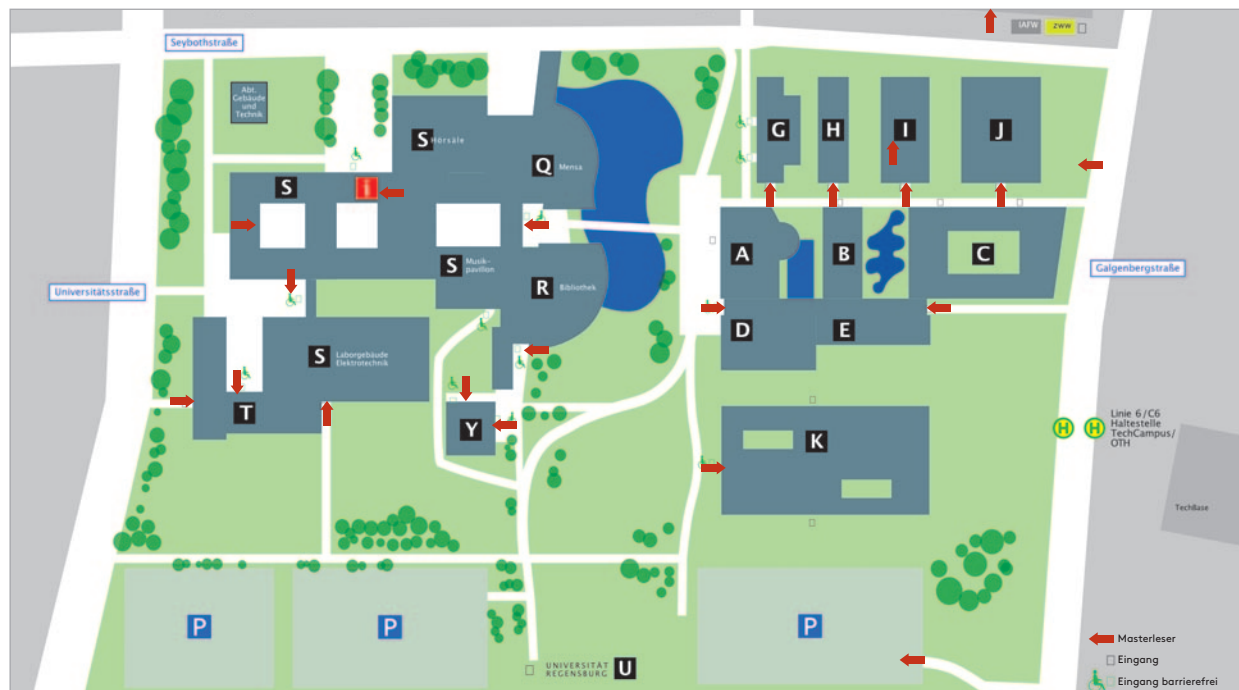 IAFW
ZWW
Seybothstraße
Abt.
Gebäude
und
Technik
S
Hörsäle
Q
Mensa
G
H
I
J
S
i
S
Musik-
pavillon
R
Bibliothek
A
B
C
Universitätsstraße
Galgenbergstraße
D
E
S
Laborgebäude
Elektrotechnik
T
Y
K
H
H
Linie 6/C6
Haltestelle
TechCampus/
OTH
TechBase
P
P
P
UNIVERSITÄT
REGENSBURG
U
Masterleser
Eingang
Eingang barrierefrei